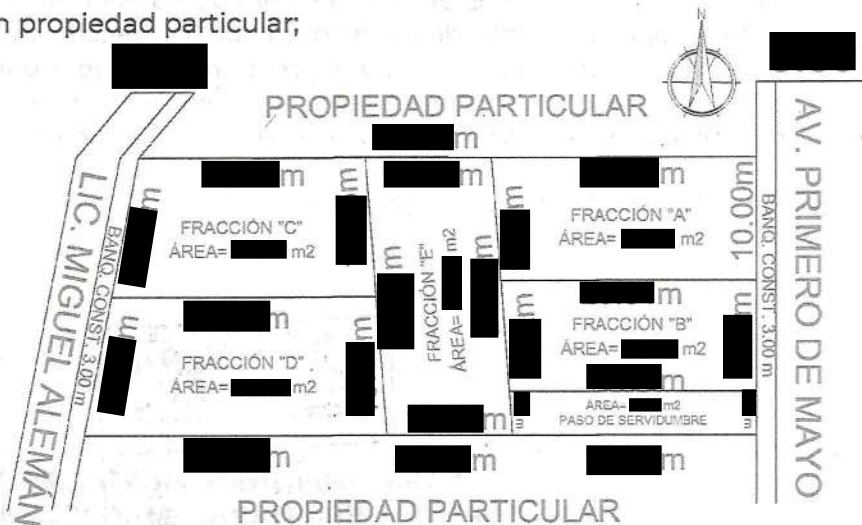 n propiedad particular;
N
PROPIEDAD PARTICULAR
m
m
m
m
LIC. MIGUEL ALEMÁN
BANQ. CONST. 3.00 m
m
FRACCIÓN "C"
ÁREA= m2
m
m
FRACCIÓN "A"
ÁREA= m2
10.00m
BANQ. CONST. 3.00 m
AV. PRIMERO DE MAYO
m
FRACCIÓN "E"
ÁREA= m2
m
m
m
FRACCIÓN "D"
ÁREA= m2
m
m
m
FRACCIÓN "B"
ÁREA= m2
m
m
m
m
ÁREA= m2
PASO DE SERVIDUMBRE
m
m
m
m
m
PROPIEDAD PARTICULAR